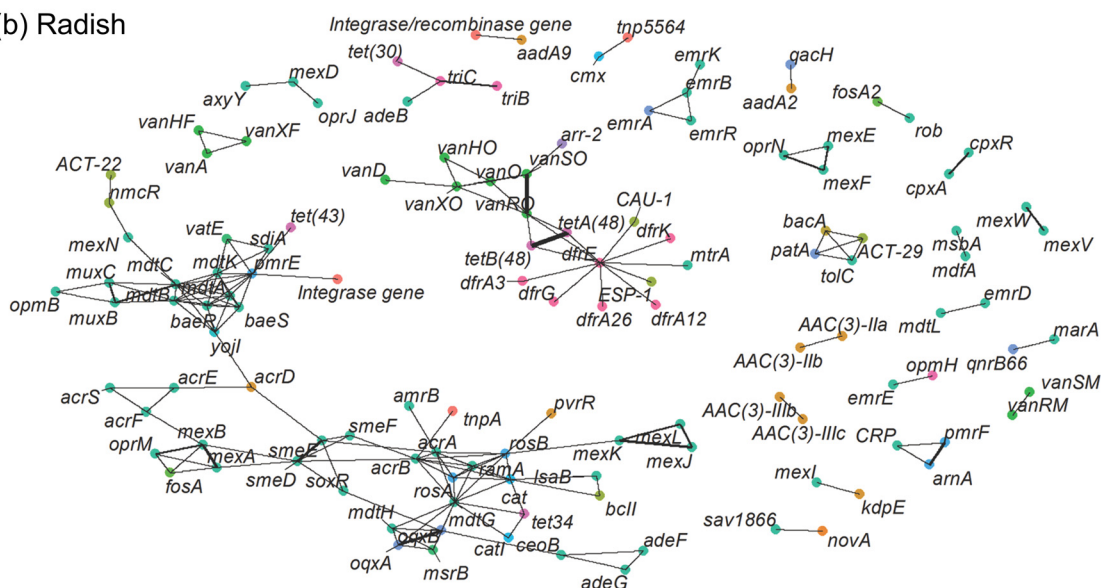 (b) Radish
Integrase/recombinase gene
tnp5564
tet(30)
aadA9
emrK
qacH
mexD
triC
cmx
emrB
axyY
triB
aadA2
fosA2
oprJ
adeB
emrA
emrR
rob
vanHF
vanXF
arr-2
mexE
vanA
vanHO
vanSO
oprN
cpxR
ACT-22
vanD
vanO
mexF
cpxA
nmcR
vanXO
vanRO
CAU-1
tet(43)
tetA(48)
bacA
mexW
vatE
dfrK
mexN
sdiA
dfrE
patA
ACT-29
msbA
mexV
mdtC
mdtK
pmrE
tetB(48)
mtrA
tolC
mdfA
muxC
mdtA
dfrA3
opmB
mdtB
Integrase gene
dfrG
ESP-1
emrD
muxB
baeR
baeS
dfrA26
dfrA12
mdtL
AAC(3)-IIa
marA
yojI
AAC(3)-IIb
qnrB66
acrE
acrD
opmH
acrS
emrE
vanSM
amrB
tnpA
pvrR
AAC(3)-IIIb
vanRM
acrF
smeF
AAC(3)-IIIc
CRP
pmrF
oprM
mexB
smeE
acrA
rosB
mexL
mexA
acrB
ramA
mexK
mexJ
fosA
smeD
soxR
lsaB
mexI
arnA
rosA
cat
bcII
kdpE
mdtH
mdtG
tet34
sav1866
oqxB
catI
ceoB
adeF
novA
oqxA
msrB
adeG